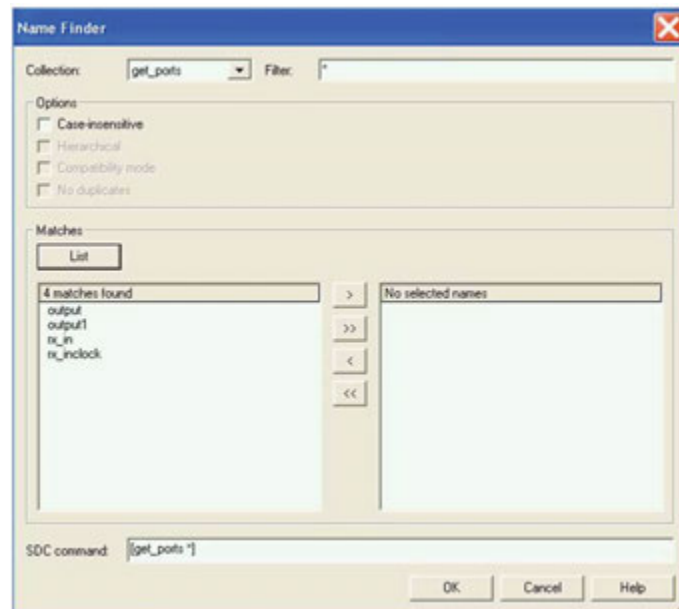 Name Finder
Collection: get_ports Filter: *
Options
Case-insensitive
Hierarchical
Compatibility mode
No duplicates
Matches
List
4 matches found
output
output1
rx_in
rx_inclock
>
>>
<
<<
No selected names
SDC command: [get_ports *]
OK Cancel Help